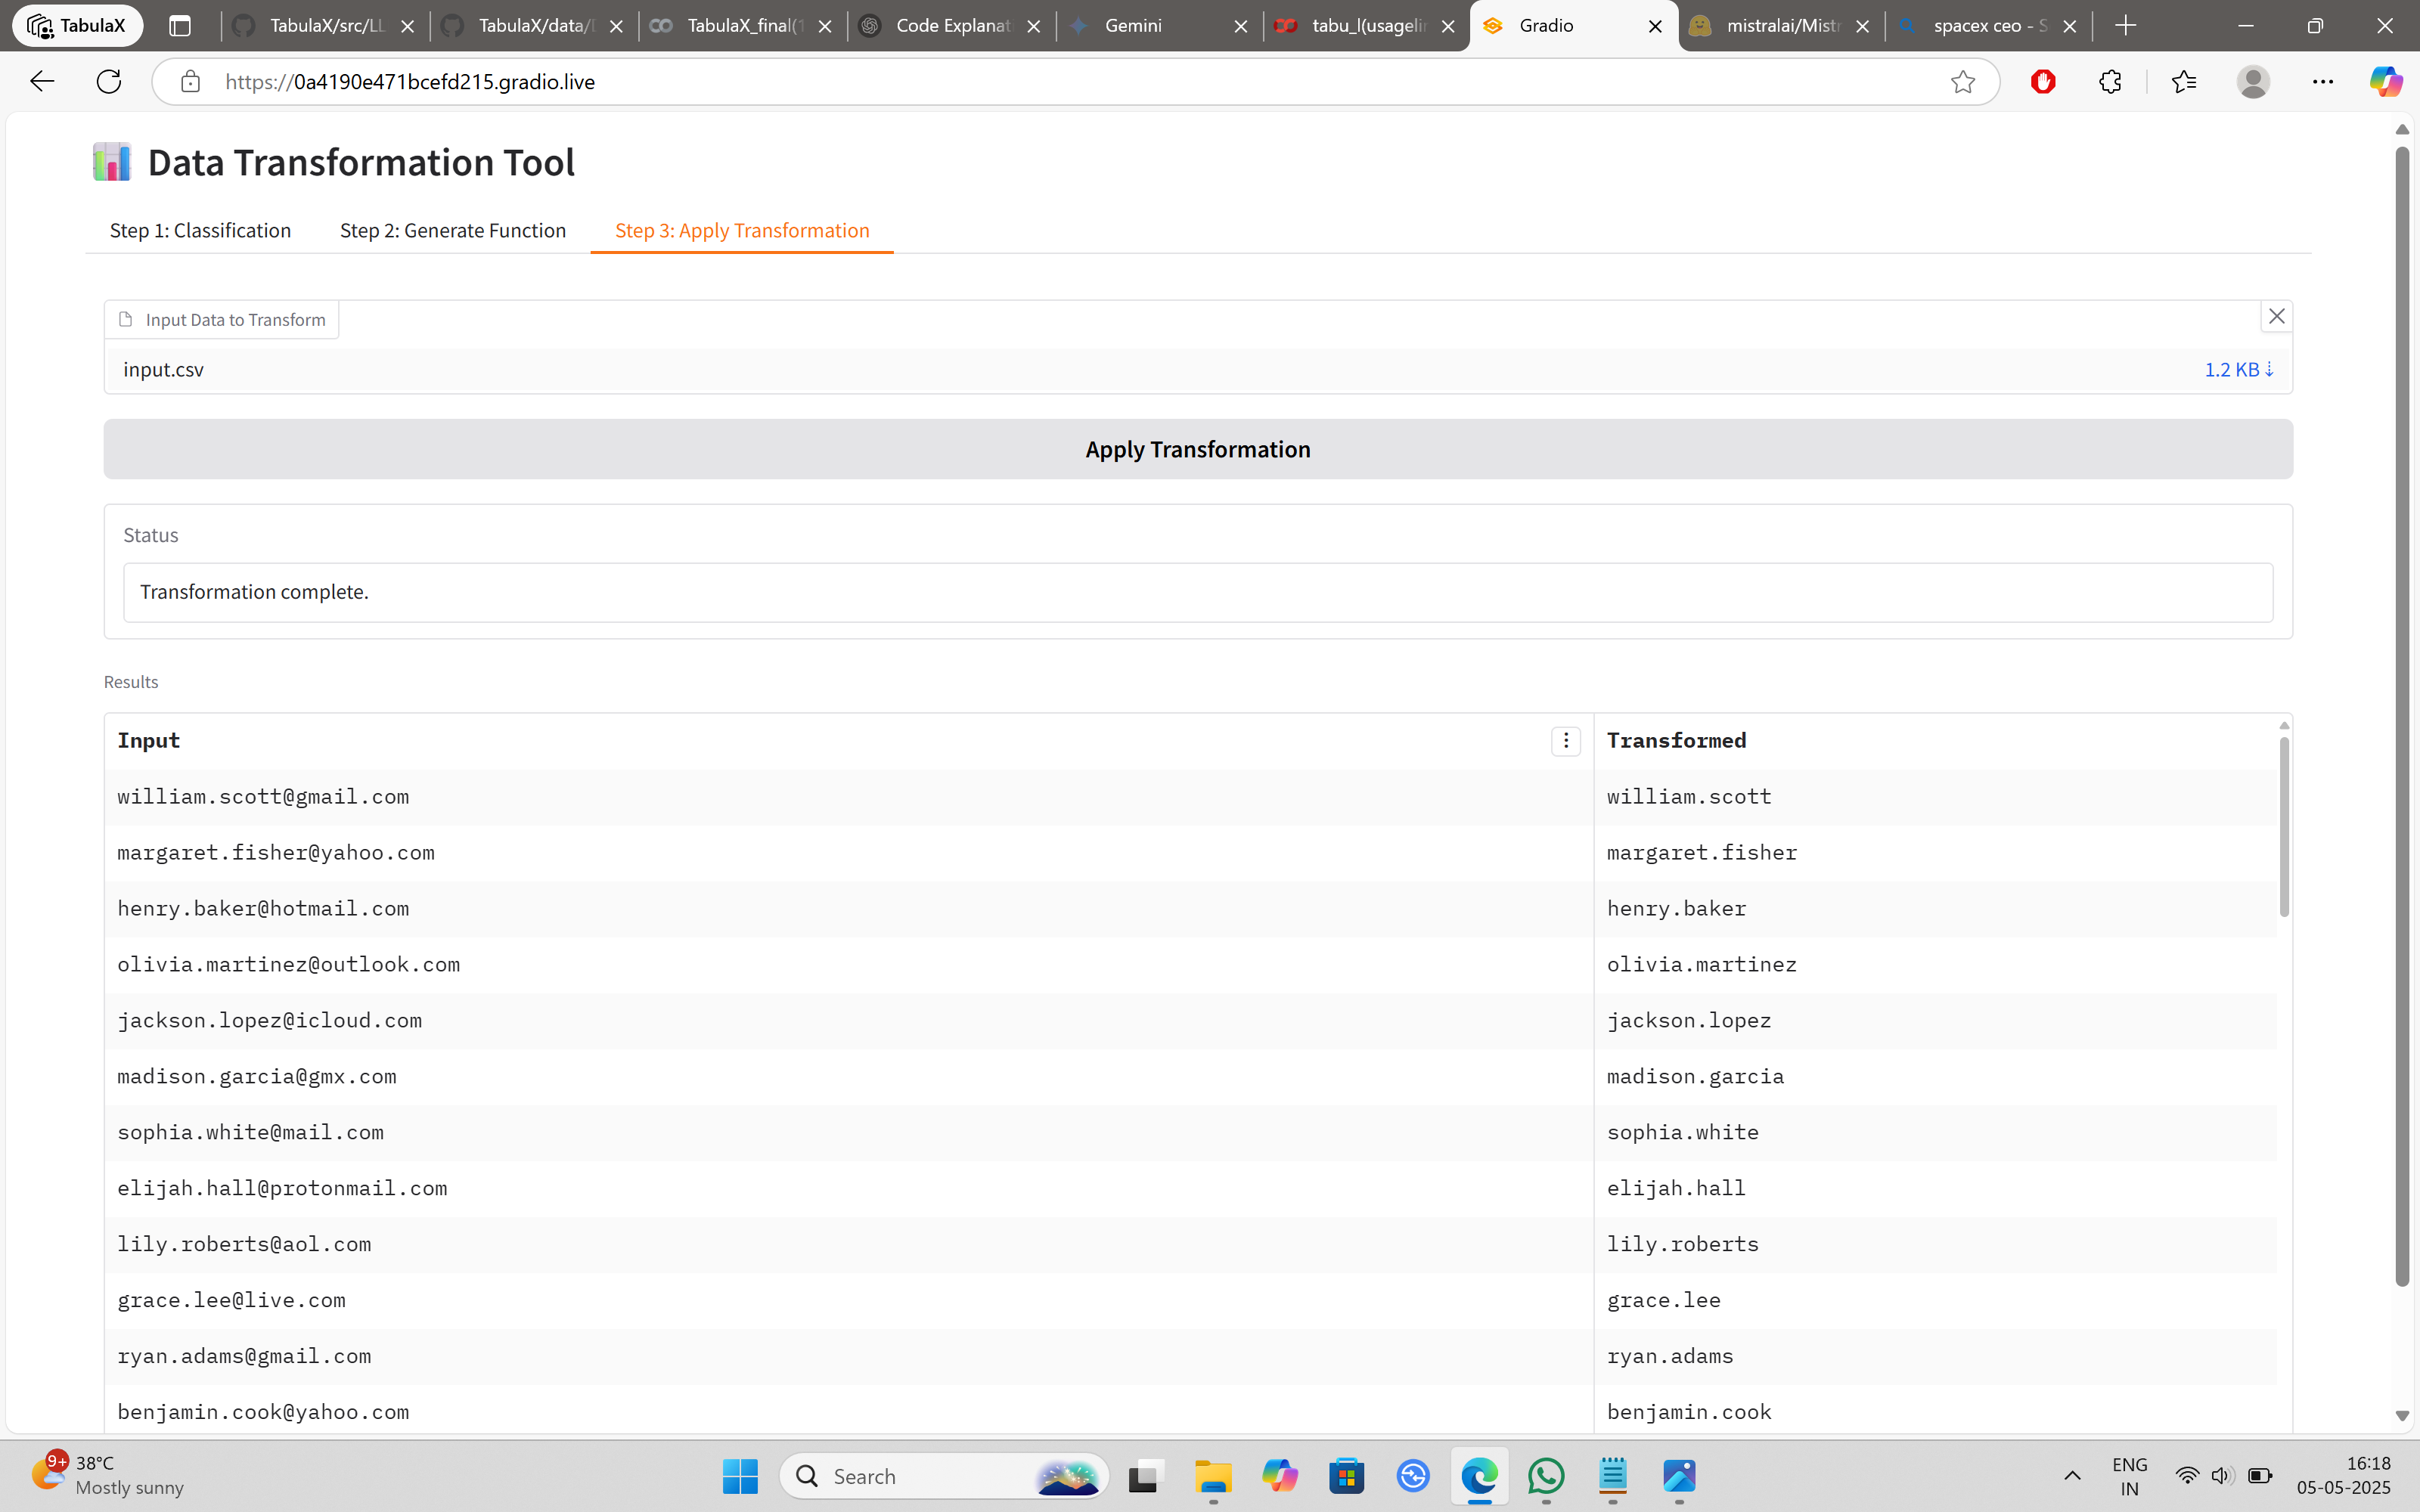 TabulaX
TabulaX/src/LL
TabulaX/data/
TabulaX_final(1
Code Explanat
Gemini
tabu_l(usagelin
Gradio
mistralai/Mistr
spacex ceo - S
https://0a4190e471bcefd215.gradio.live
Data Transformation Tool
Step 1: Classification
Step 2: Generate Function
Step 3: Apply Transformation
Input Data to Transform
input.csv
1.2 KB ⇣
Apply Transformation
Status
Transformation complete.
Results
Input
Transformed
william.scott@gmail.com
william.scott
margaret.fisher@yahoo.com
margaret.fisher
henry.baker@hotmail.com
henry.baker
olivia.martinez@outlook.com
olivia.martinez
jackson.lopez@icloud.com
jackson.lopez
madison.garcia@gmx.com
madison.garcia
sophia.white@mail.com
sophia.white
elijah.hall@protonmail.com
elijah.hall
lily.roberts@aol.com
lily.roberts
grace.lee@live.com
grace.lee
ryan.adams@gmail.com
ryan.adams
benjamin.cook@yahoo.com
benjamin.cook
9+
38°C
Mostly sunny
Search
ENG
IN
16:18
05-05-2025